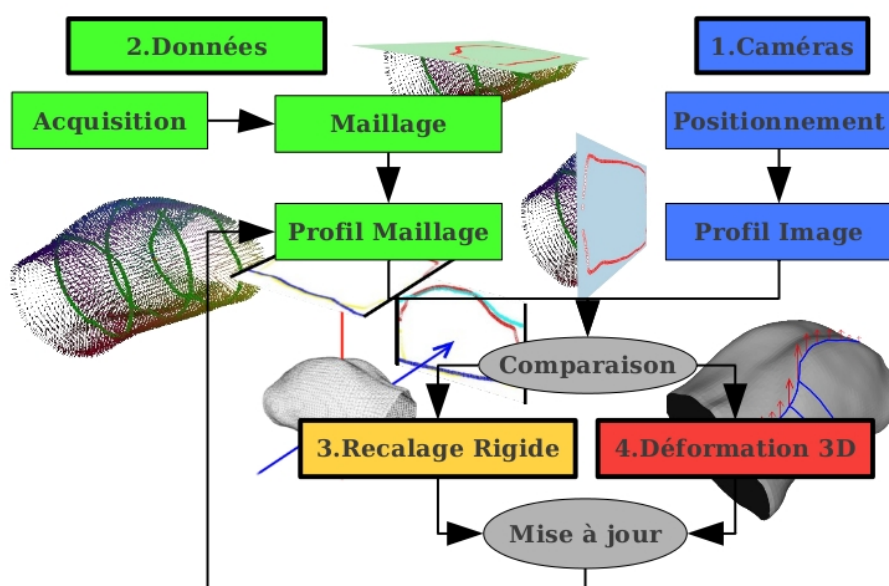 2.Données
1.Caméras
Acquisition
Maillage
Positionnement
Profil Maillage
Profil Image
Comparaison
3.Recalage Rigide
4.Déformation 3D
Mise à jour